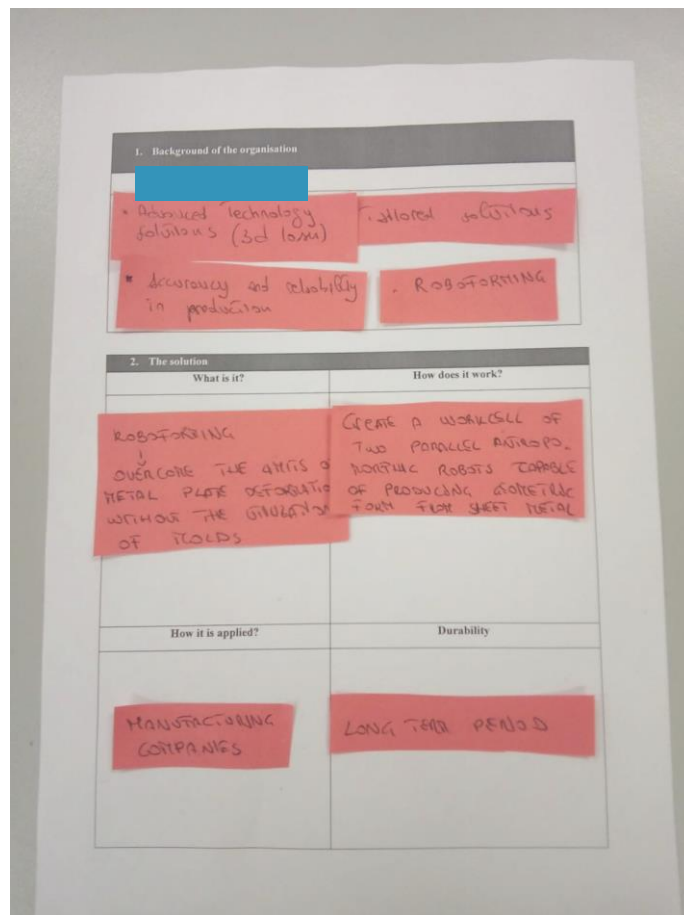 1. Background of the organisation
• Advanced Technology
solutions (3d laser)
• Tailored solutions
• Accuracy and reliability
in production
. ROBOFORMING
2. The solution
What is it?
How does it work?
ROBOFORMING
OVERCOME THE LIMITS OF
METAL PLATE DEFORMATION
WITHOUT THE
OF MOLDS
CREATE A WORKCELL OF
TWO PARALLEL ANTROPO-
MORPHIC ROBOTS CAPABLE
OF PRODUCING GEOMETRIC
FORM FROM SHEET METAL
How it is applied?
Durability
MANUFACTURING
COMPANIES
LONG TERM PERIOD